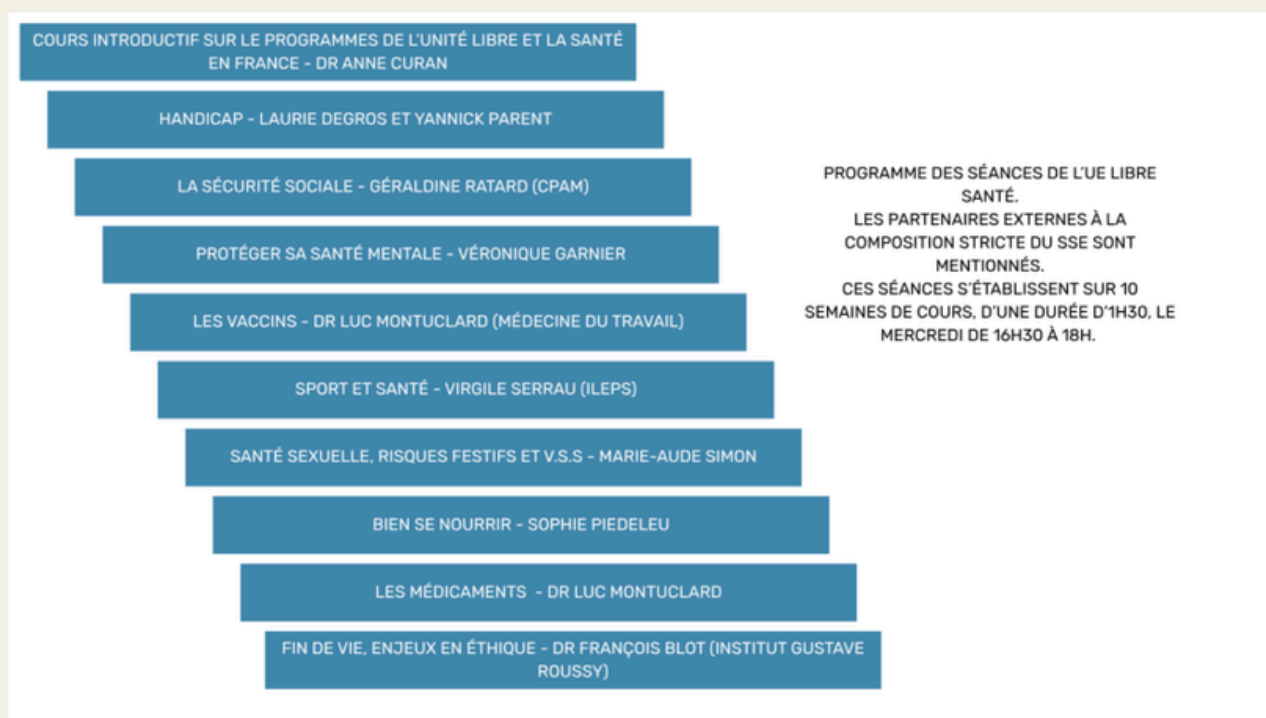 COURS INTRODUCTIF SUR LE PROGRAMMES DE L'UNITÉ LIBRE ET LA SANTÉ
EN FRANCE - DR ANNE CURAN
HANDICAP - LAURIE DEGROS ET YANNICK PARENT
LA SÉCURITÉ SOCIALE - GÉRALDINE RATARD (CPAM)
PROTÉGER SA SANTÉ MENTALE - VÉRONIQUE GARNIER
LES VACCINS - DR LUC MONTUCLARD (MÉDECINE DU TRAVAIL)
SPORT ET SANTÉ - VIRGILE SERRAU (ILEPS)
SANTÉ SEXUELLE, RISQUES FESTIFS ET V.S.S - MARIE-AUDE SIMON
BIEN SE NOURRIR - SOPHIE PIEDELEU
LES MÉDICAMENTS - DR LUC MONTUCLARD
FIN DE VIE, ENJEUX EN ÉTHIQUE - DR FRANÇOIS BLOT (INSTITUT GUSTAVE
ROUSSY)
PROGRAMME DES SÉANCES DE L'UE LIBRE
SANTÉ.
LES PARTENAIRES EXTERNES À LA
COMPOSITION STRICTE DU SSE SONT
MENTIONNÉS.
CES SÉANCES S'ÉTABLISSENT SUR 10
SEMAINES DE COURS, D'UNE DURÉE D'1H30, LE
MERCREDI DE 16H30 À 18H.